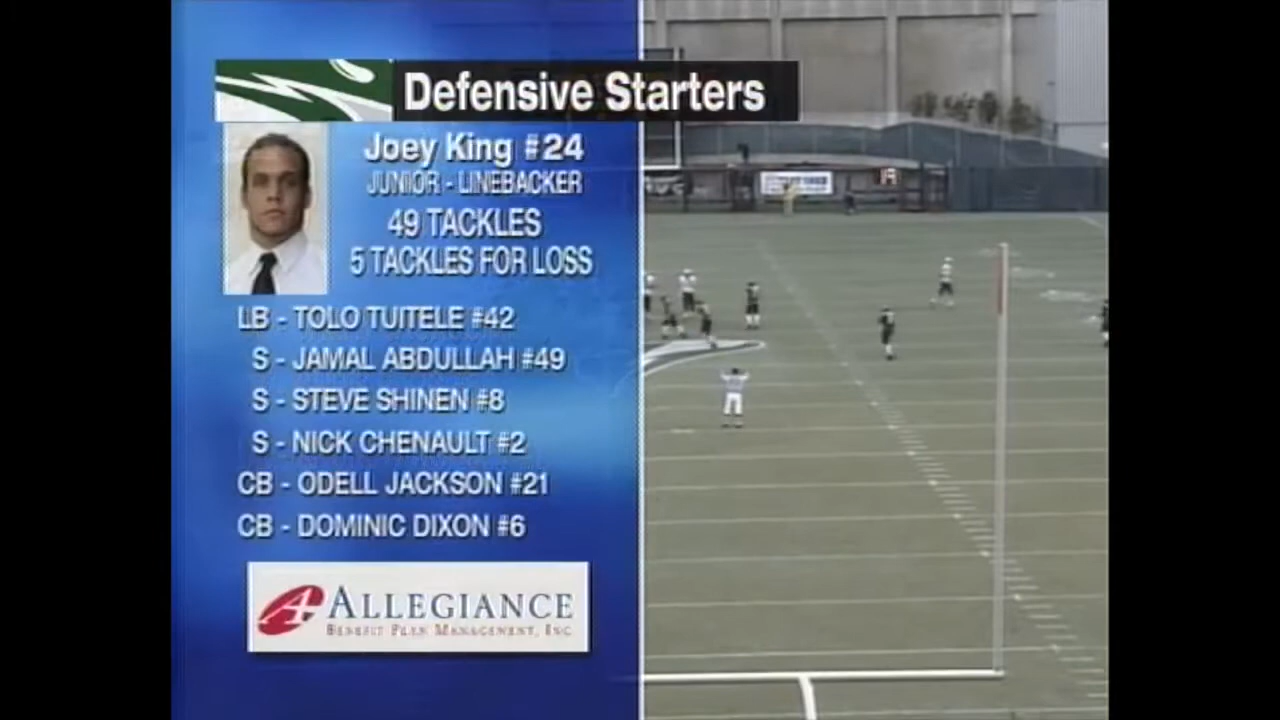 Defensive Starters
Joey King #24
JUNIOR - LINEBACKER
49 TACKLES
5 TACKLES FOR LOSS
LB - TOLO TUITELE #42
S - JAMAL ABDULLAH #49
S - STEVE SHINEN #8
S - NICK CHENAULT #2
CB - ODELL JACKSON #21
CB - DOMINIC DIXON #6
ALLEGIANCE
BENEFIT PLAN MANAGEMENT, INC